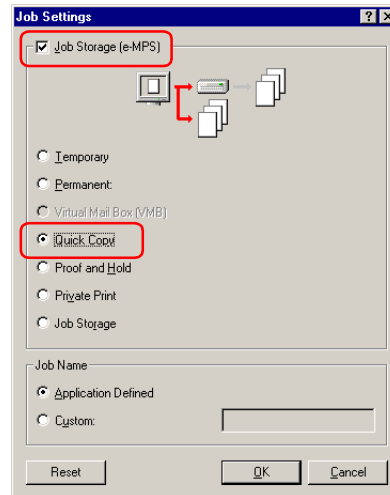 Job Settings
Job Storage (e-MPS)
Temporary
Permanent:
Virtual Mail Box (VMB)
Quick Copy
Proof and Hold
Private Print
Job Storage
Job Name
Application Defined
Custom:
Reset OK Cancel